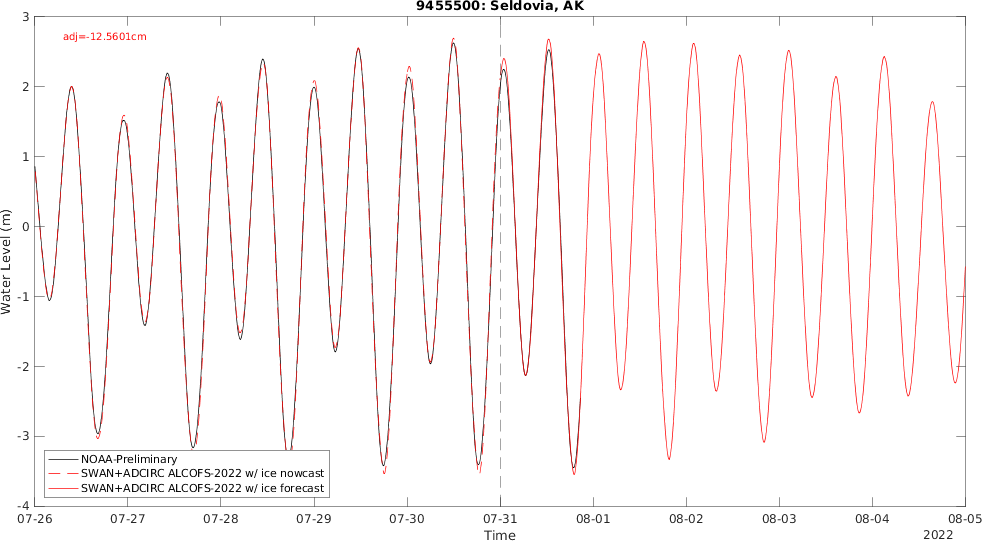 9455500: Seldovia, AK
adj=-12.5601cm
3
2
1
0
-1
-2
-3
-4
Water Level (m)
NOAA-Preliminary
SWAN+ADCIRC ALCOFS-2022 w/ ice nowcast
SWAN+ADCIRC ALCOFS-2022 w/ ice forecast
07-26 07-27 07-28 07-29 07-30 07-31 08-01 08-02 08-03 08-04 08-05
Time
2022